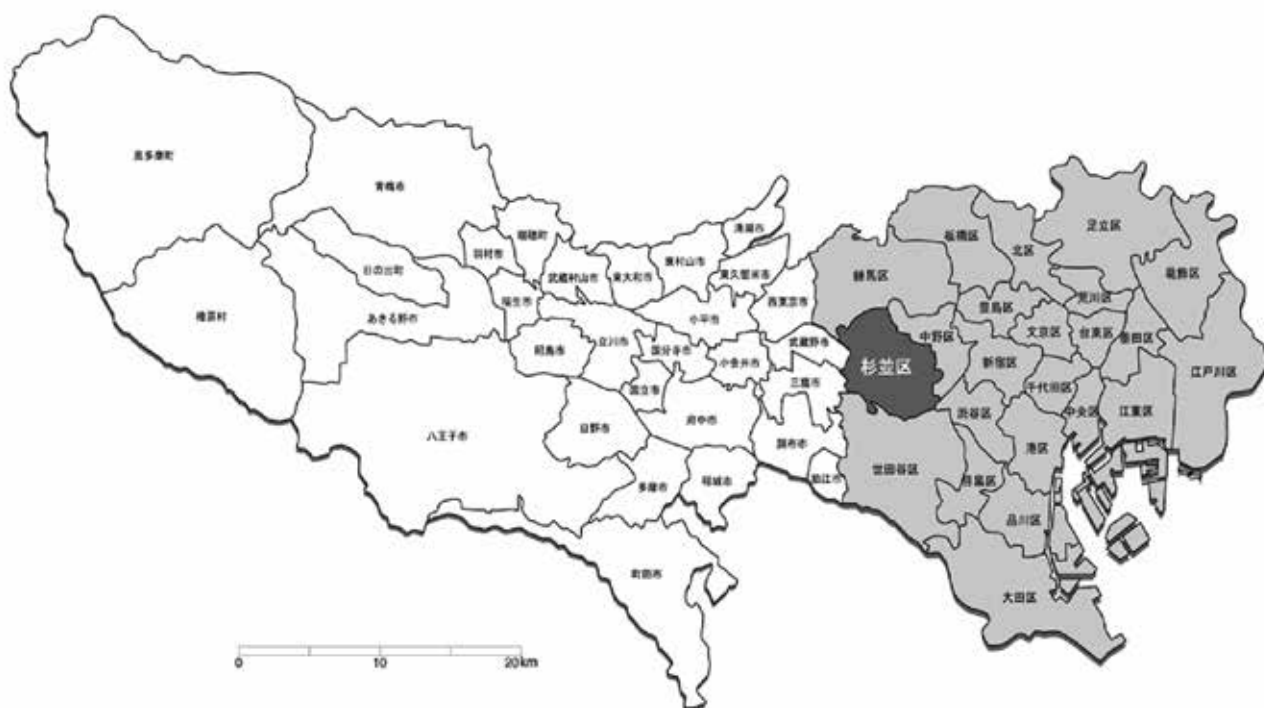 奥多摩町
青梅市
瑞穂町
羽村市
日の出町
檜原村
あきる野市
福生市
武蔵村山市
東大和市
東村山市
清瀬市
東久留米市
西東京市
小平市
昭島市
立川市
国分寺市
小金井市
武蔵野市
三鷹市
国立市
府中市
調布市
狛江市
八王子市
日野市
多摩市
稲城市
町田市
練馬区
板橋区
北区
足立区
葛飾区
荒川区
豊島区
中野区
杉並区
文京区
台東区
墨田区
江戸川区
新宿区
千代田区
渋谷区
中央区
江東区
港区
世田谷区
目黒区
品川区
大田区
0 10 20km